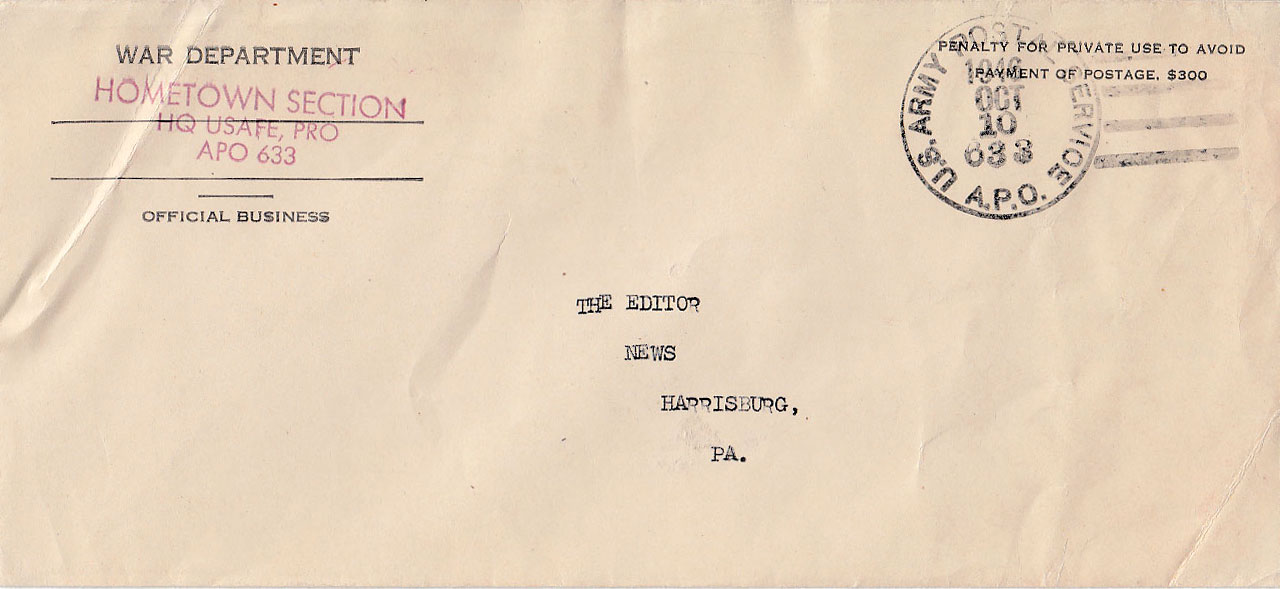 WAR DEPARTMENT
HOMETOWN SECTION
HQ USAFE, PRO
APO 633
OFFICIAL BUSINESS
PENALTY FOR PRIVATE USE TO AVOID
PAYMENT OF POSTAGE, $300
U.S. ARMY POSTAL SERVICE
1946
OCT
10
633
A.P.O.
THE EDITOR
NEWS
HARRISBURG,
PA.